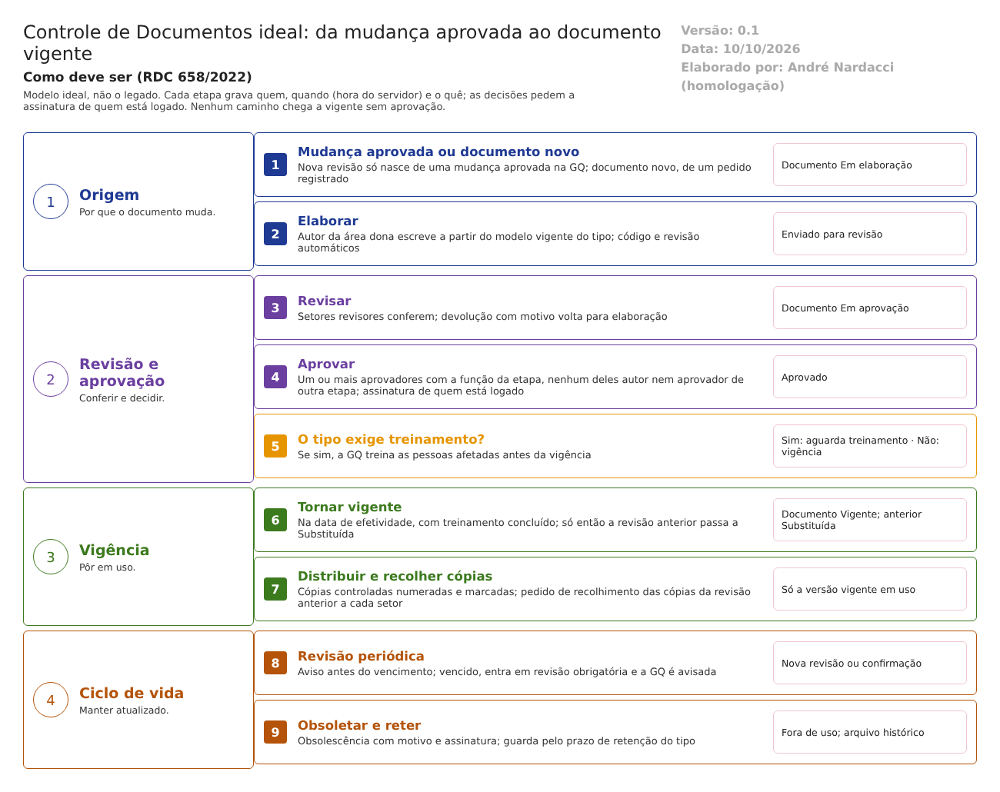 Controle de Documentos ideal: da mudança aprovada ao documento
vigente
Como deve ser (RDC 658/2022)
Modelo ideal, não o legado. Cada etapa grava quem, quando (hora do servidor) e o quê; as decisões pedem a
assinatura de quem está logado. Nenhum caminho chega a vigente sem aprovação.
Versão: 0.1
Data: 10/10/2026
Elaborado por: André Nardacci
(homologação)
1
Origem
Por que o documento muda.
1
Mudança aprovada ou documento novo
Nova revisão só nasce de uma mudança aprovada na GQ; documento novo, de um pedido
registrado
Documento Em elaboração
2
Elaborar
Autor da área dona escreve a partir do modelo vigente do tipo; código e revisão
automáticos
Enviado para revisão
2
Revisão e
aprovação
Conferir e decidir.
3
Revisar
Setores revisores conferem; devolução com motivo volta para elaboração
Documento Em aprovação
4
Aprovar
Um ou mais aprovadores com a função da etapa, nenhum deles autor nem aprovador de
outra etapa; assinatura de quem está logado
Aprovado
5
O tipo exige treinamento?
Se sim, a GQ treina as pessoas afetadas antes da vigência
Sim: aguarda treinamento · Não:
vigência
3
Vigência
Pôr em uso.
6
Tornar vigente
Na data de efetividade, com treinamento concluído; só então a revisão anterior passa a
Substituída
Documento Vigente; anterior
Substituída
7
Distribuir e recolher cópias
Cópias controladas numeradas e marcadas; pedido de recolhimento das cópias da revisão
anterior a cada setor
Só a versão vigente em uso
4
Ciclo de vida
Manter atualizado.
8
Revisão periódica
Aviso antes do vencimento; vencido, entra em revisão obrigatória e a GQ é avisada
Nova revisão ou confirmação
9
Obsoletar e reter
Obsolescência com motivo e assinatura; guarda pelo prazo de retenção do tipo
Fora de uso; arquivo histórico